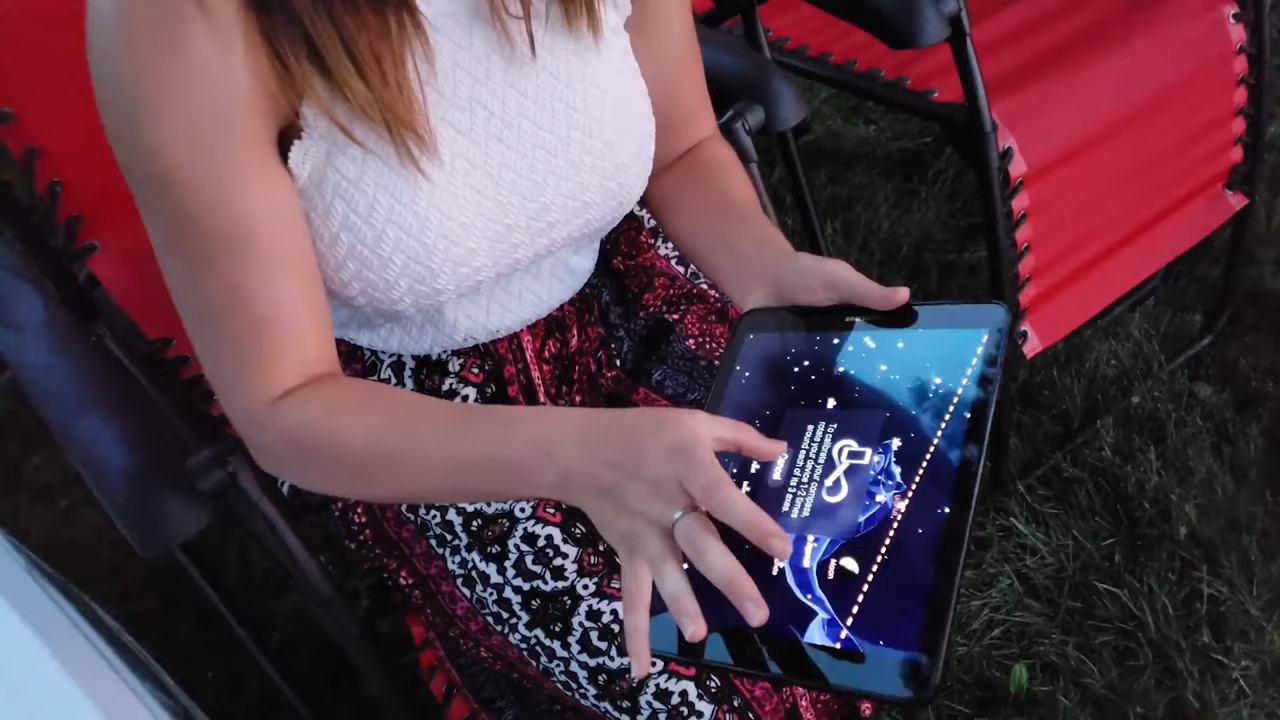 To calibrate your compass,
rotate your device 1-2 times
around each of its 3 axes.
Cancel
Moon